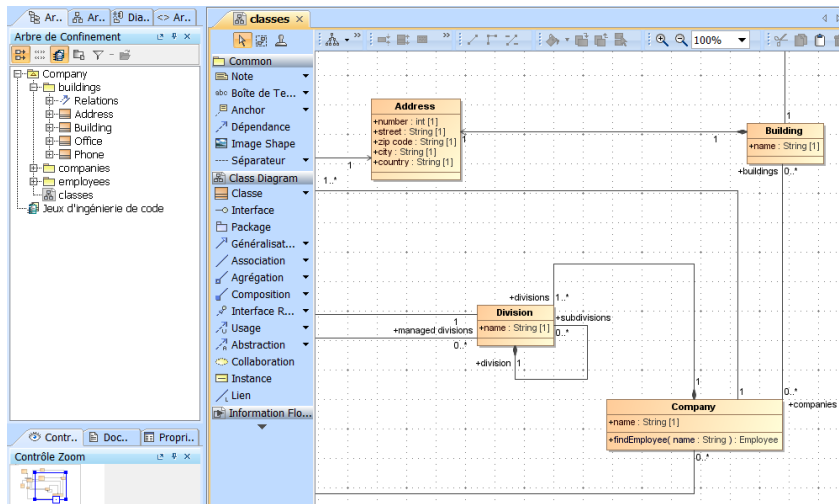 Ar..
Ar..
Dia..
<> Ar..
Arbre de Confinement
Company
buildings
Relations
Address
Building
Office
Phone
companies
employees
classes
Jeux d'ingénierie de code
Contr..
Doc..
Propri..
Contrôle Zoom
classes
100%
Common
Note
abc Boîte de Te...
Anchor
Dépendance
Image Shape
Séparateur
Class Diagram
Classe
Interface
Package
Généralisat...
Association
Agrégation
Composition
Interface R...
Usage
Abstraction
Collaboration
Instance
Lien
Information Flo...
Address
+number : int [1]
+street : String [1]
+zip code : String [1]
+city : String [1]
+country : String [1]
1
1
1
1..*
1
Building
+name : String [1]
+buildings
0..*
+divisions
1..*
Division
+name : String [1]
+subdivisions
0..*
1
+managed divisions
0..*
+division
1
1
1
0..*
+companies
Company
+name : String [1]
+findEmployee( name : String ) : Employee
0..*